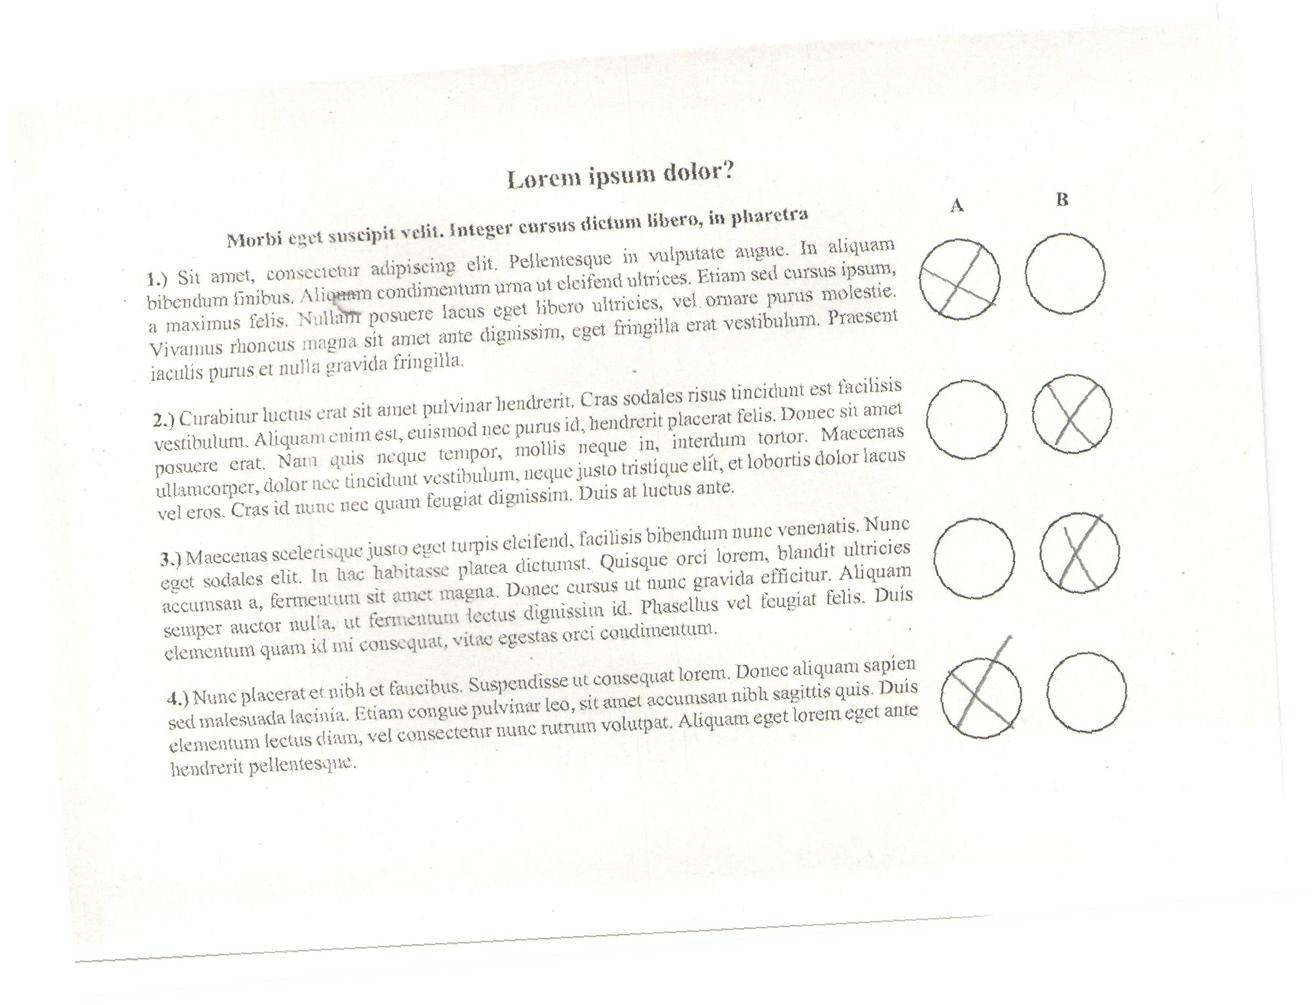 Lorem ipsum dolor?
A B
Morbi eget suscipit velit. Integer cursus dictum libero, in pharetra
1.) Sit amet, consectetur adipiscing elit. Pellentesque in vulputate augue. In aliquam
bibendum finibus. Aliquam condimentum urna ut eleifend ultrices. Etiam sed cursus ipsum,
a maximus felis. Nullam posuere lacus eget libero ultricies, vel ornare purus molestie.
Vivamus rhoncus magna sit amet ante dignissim, eget fringilla erat vestibulum. Praesent
iaculis purus et nulla gravida fringilla.
2.) Curabitur luctus erat sit amet pulvinar hendrerit. Cras sodales risus tincidunt est facilisis
vestibulum. Aliquam enim est, euismod nec purus id, hendrerit placerat felis. Donec sit amet
posuere erat. Nam quis neque tempor, mollis neque in, interdum tortor. Maecenas
ullamcorper, dolor nec tincidunt vestibulum, neque justo tristique elit, et lobortis dolor lacus
vel eros. Cras id nunc nec quam feugiat dignissim. Duis at luctus ante.
3.) Maecenas scelerisque justo eget turpis eleifend, facilisis bibendum nunc venenatis. Nunc
eget sodales elit. In hac habitasse platea dictumst. Quisque orci lorem, blandit ultricies
accumsan a, fermentum sit amet magna. Donec cursus ut nunc gravida efficitur. Aliquam
semper auctor nulla, ut fermentum lectus dignissim id. Phasellus vel feugiat felis. Duis
elementum quam id mi consequat, vitae egestas orci condimentum.
4.) Nunc placerat et nibh et faucibus. Suspendisse ut consequat lorem. Donec aliquam sapien
sed malesuada lacinia. Etiam congue pulvinar leo, sit amet accumsan nibh sagittis quis. Duis
elementum lectus diam, vel consectetur nunc rutrum volutpat. Aliquam eget lorem eget ante
hendrerit pellentesque.